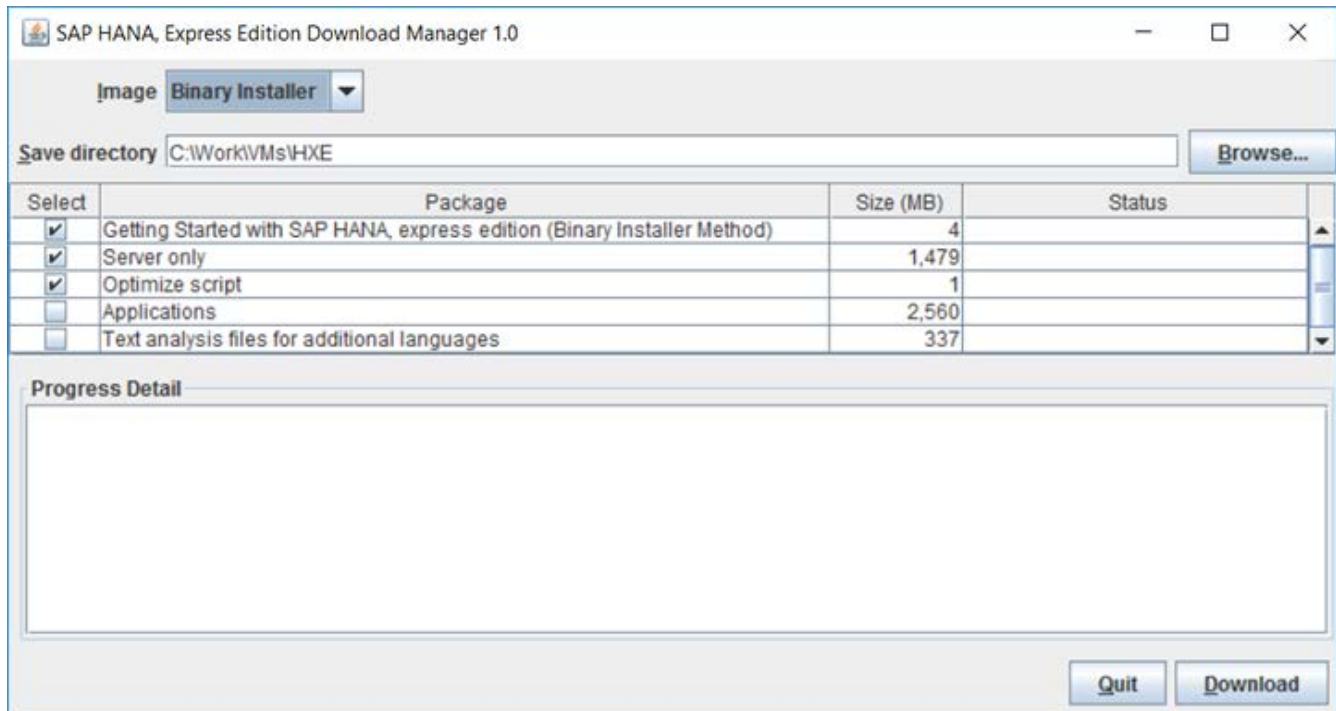 SAP HANA, Express Edition Download Manager 1.0
Image Binary Installer
Save directory C:\Work\VMs\HXE Browse...
Select Package Size (MB) Status
Getting Started with SAP HANA, express edition (Binary Installer Method) 4
Server only 1,479
Optimize script 1
Applications 2,560
Text analysis files for additional languages 337
Progress Detail
Quit Download